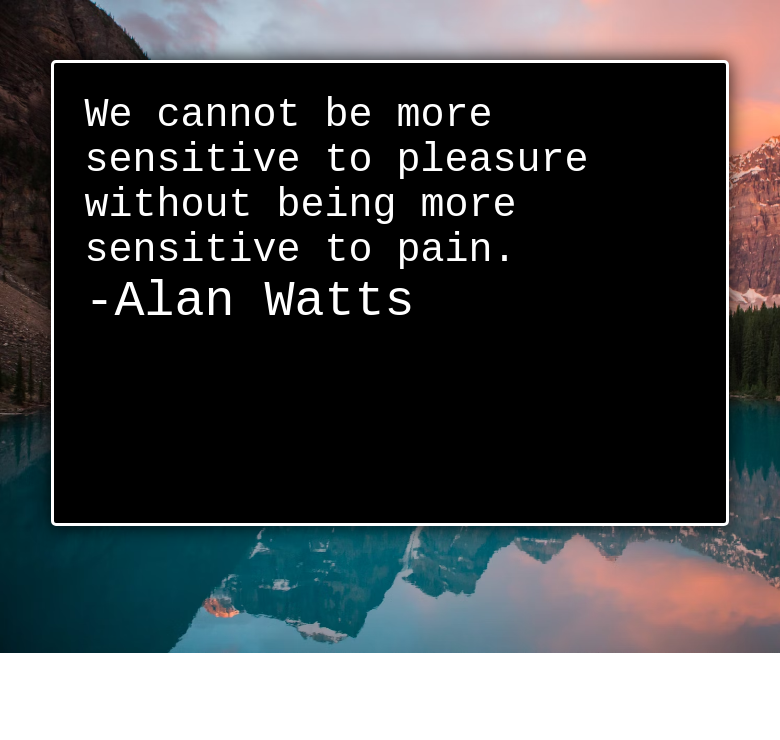 We cannot be more
sensitive to pleasure
without being more
sensitive to pain.
-Alan Watts